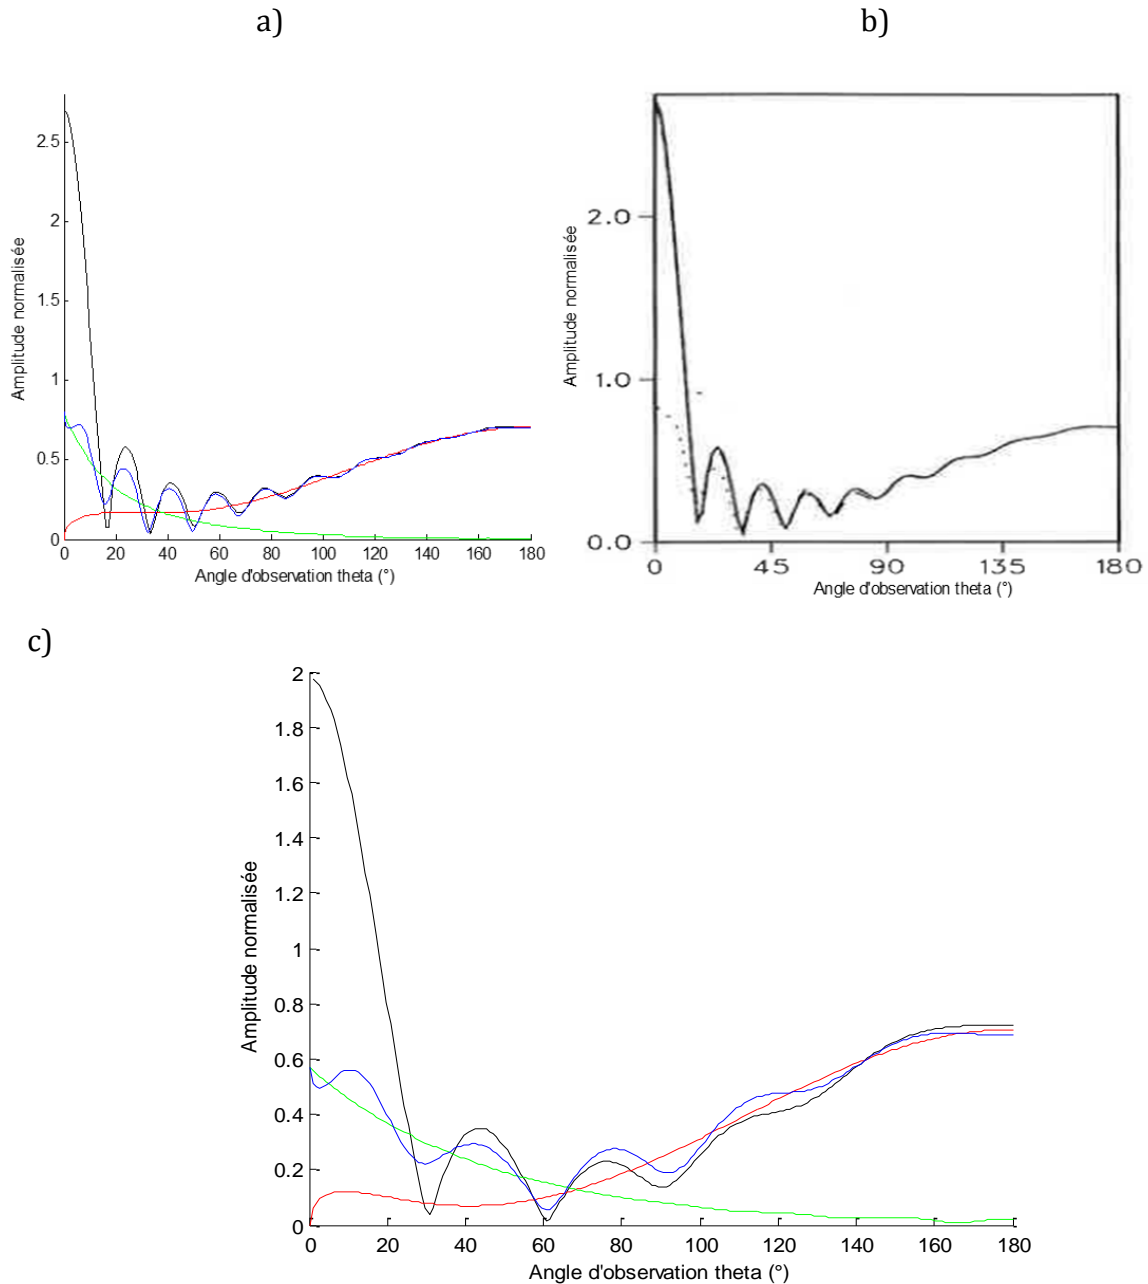 a)
b)
2.5
2
1.5
1
0.5
0
Amplitude normalisée
0 20 40 60 80 100 120 140 160 180
Angle d'observation theta (°)
2.0
1.0
0.0
Amplitude normalisée
0 45 90 135 180
Angle d'observation theta (°)
c)
2
1.8
1.6
1.4
1.2
1
0.8
0.6
0.4
0.2
0
Amplitude normalisée
0 20 40 60 80 100 120 140 160 180
Angle d'observation theta (°)